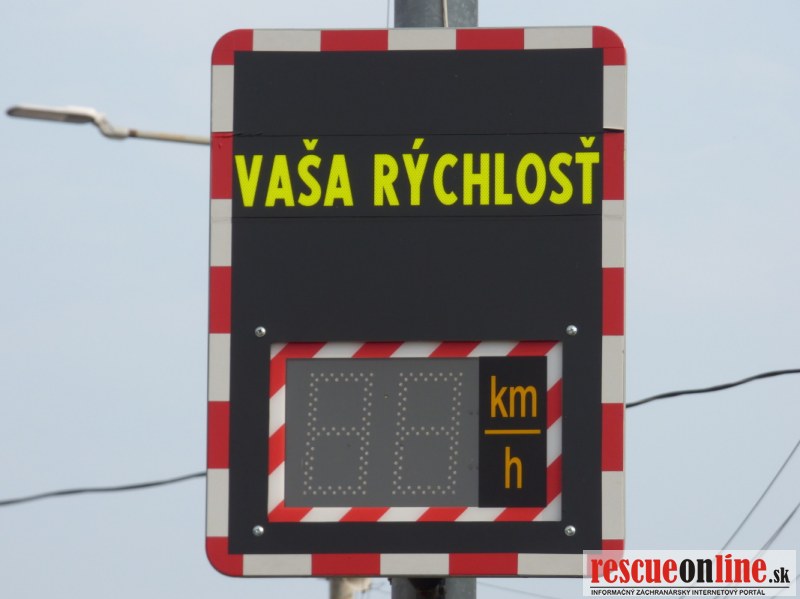 VAŠA RÝCHLOSŤ
km
h
rescueonline.sk
INFORMAČNÝ ZÁCHRANÁRSKY INTERNETOVÝ PORTÁL